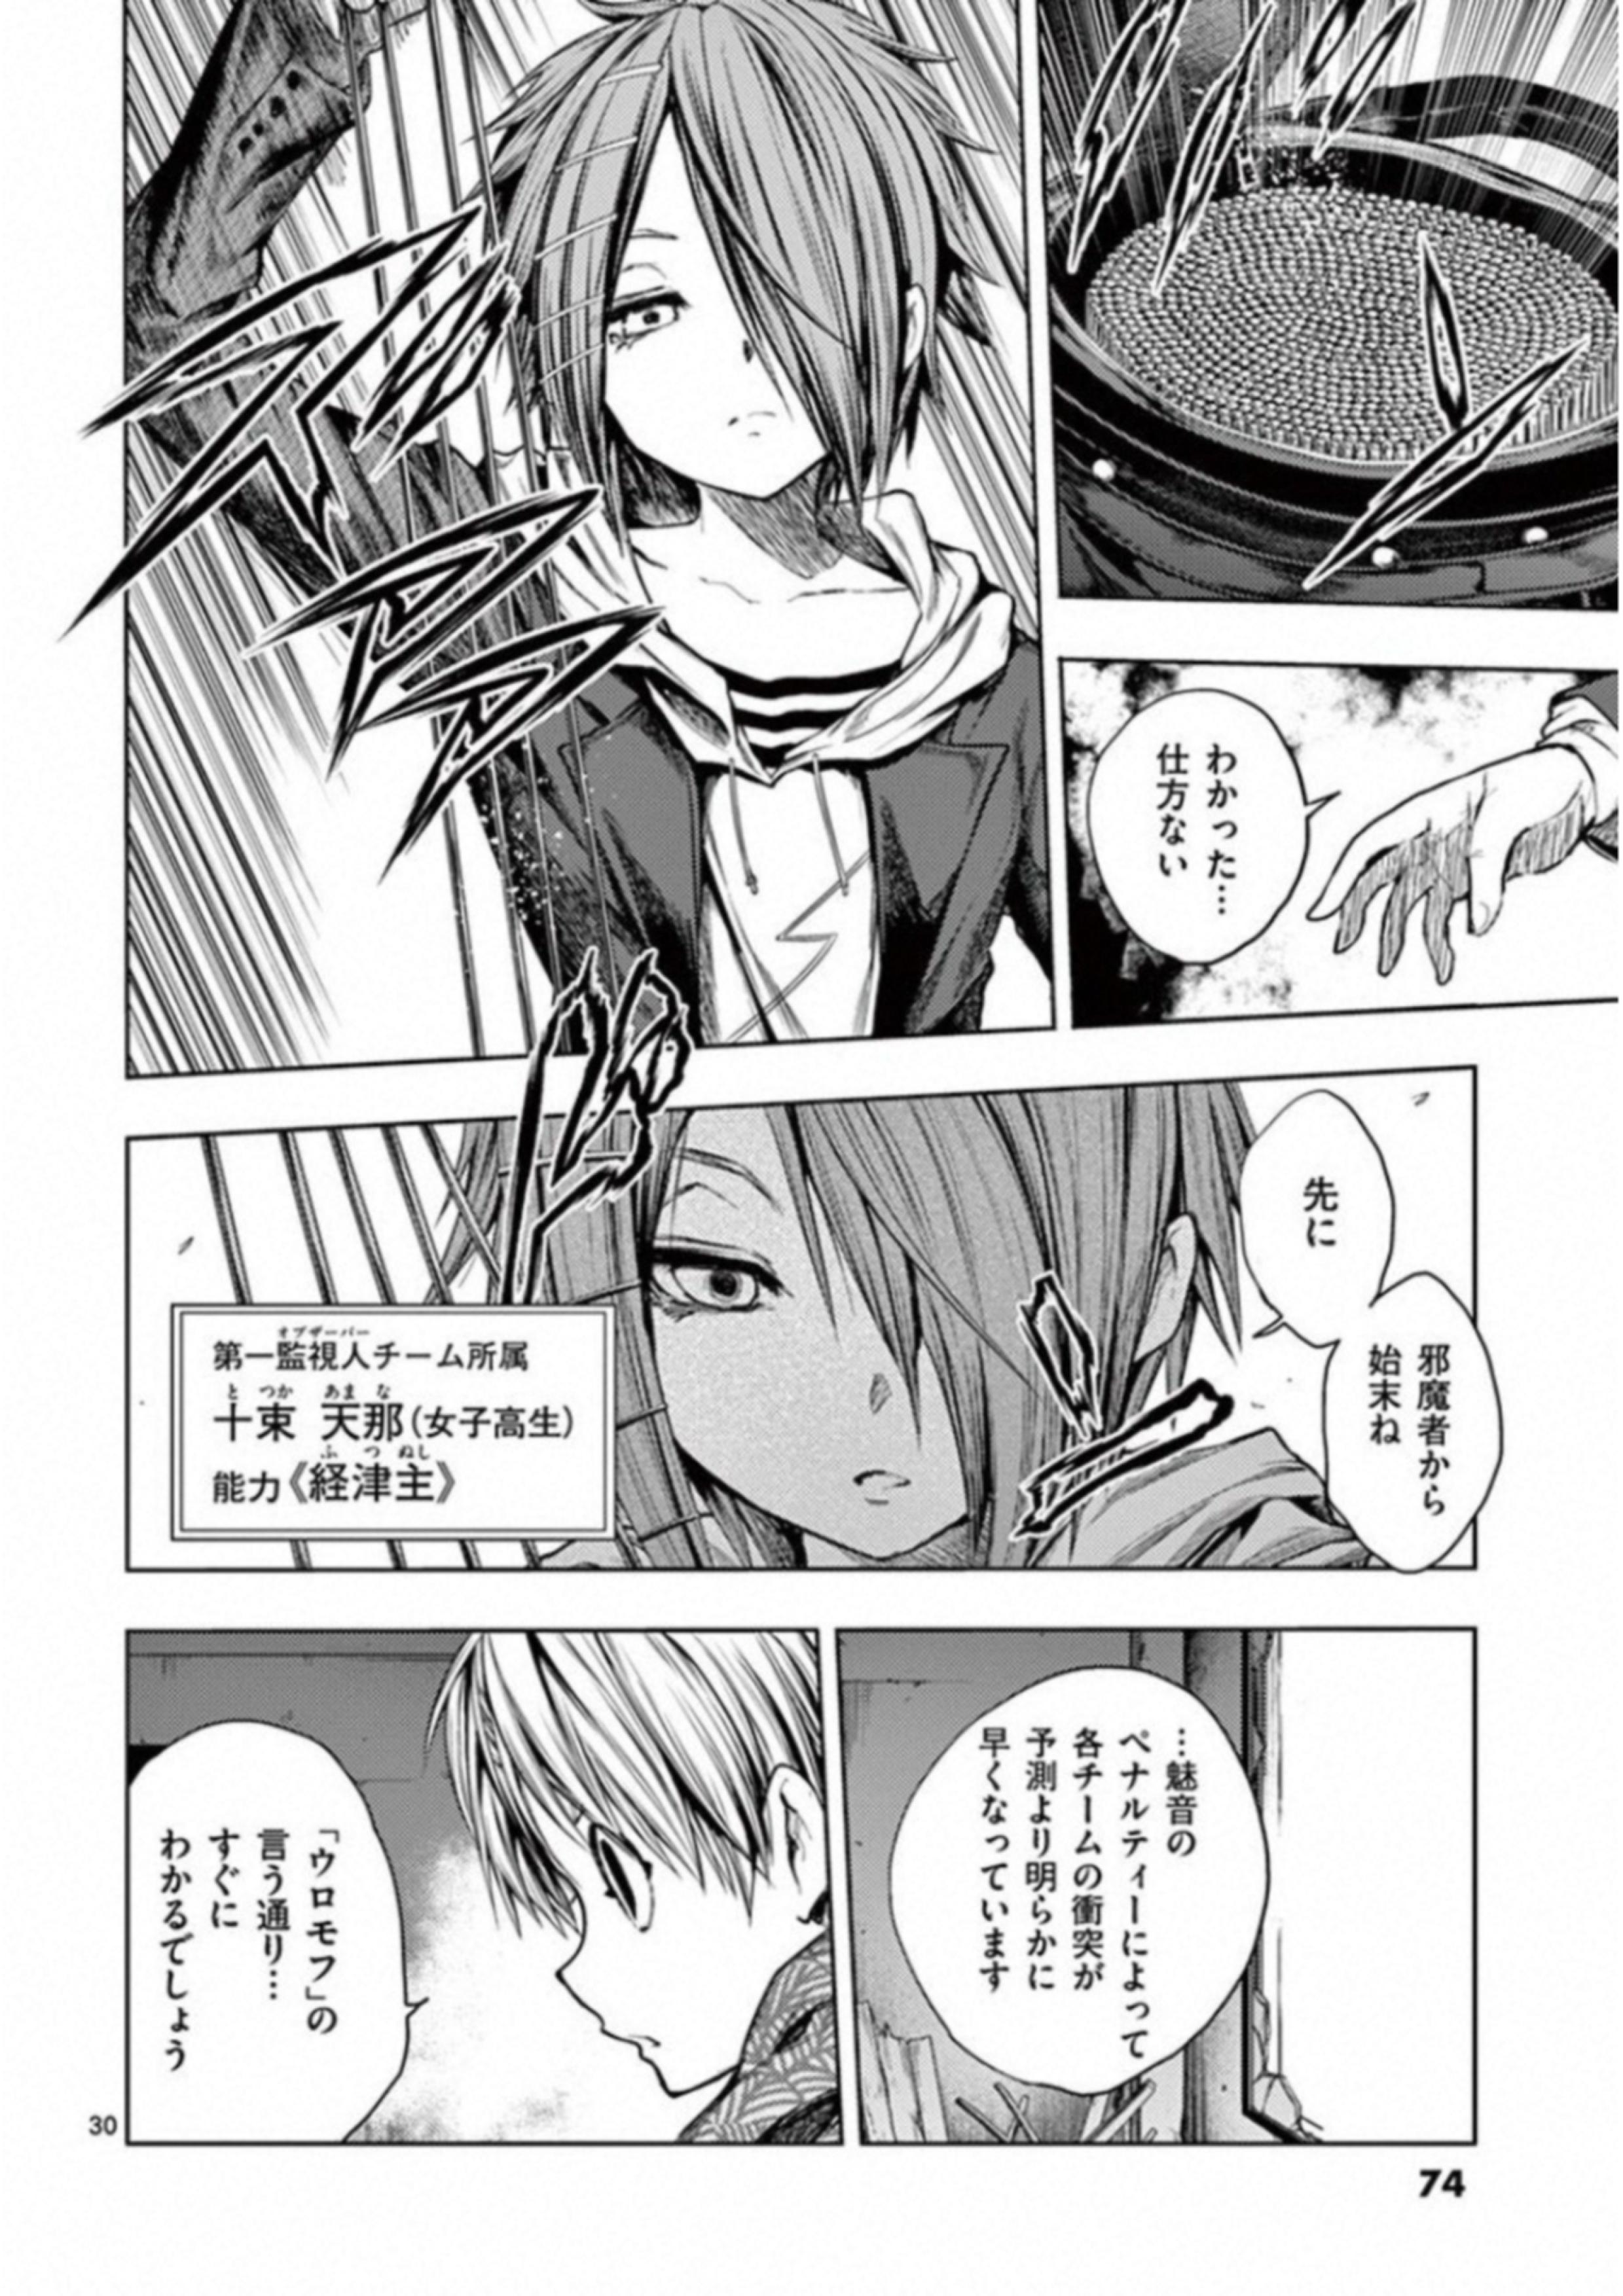 わかった…
仕方ない
先に
邪魔者から
始末ね
オブザーバー
第一監視人チーム所属
とつか あまな
十束 天那（女子高生）
ふつぬし
能力《経津主》
…魅音の
ペナルティーによって
各チームの衝突が
予測より明らかに
早くなっています
「ウロモフ」の
言う通り…
すぐに
わかるでしょう
30
74